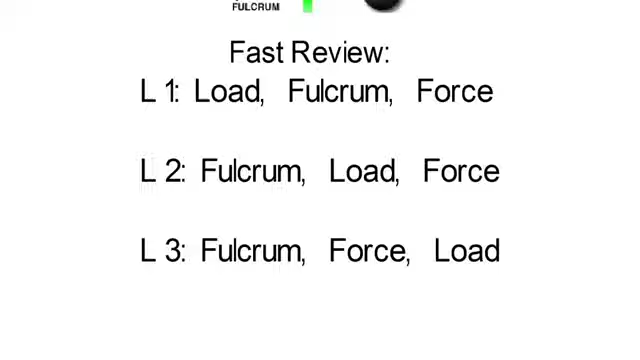 FULCRUM
Fast Review:
L 1: Load, Fulcrum, Force
L 2: Fulcrum, Load, Force
L 3: Fulcrum, Force, Load